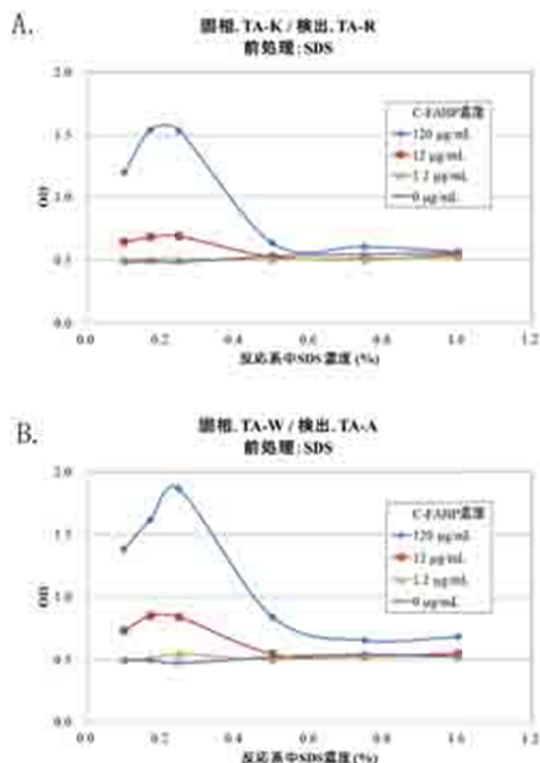 A.
固相. TA-K / 検出. TA-R
前処理: SDS
2.0
1.5
1.0
0.5
0.0
OD
C-FABP濃度
120 µg/mL
12 µg/mL
1.2 µg/mL
0 µg/mL
0.0 0.2 0.4 0.6 0.8 1.0 1.2
反応系中SDS濃度 (%)
B.
固相. TA-W / 検出. TA-A
前処理: SDS
2.0
1.5
1.0
0.5
0.0
OD
C-FABP濃度
120 µg/mL
12 µg/mL
1.2 µg/mL
0 µg/mL
0.0 0.2 0.4 0.6 0.8 1.0 1.2
反応系中SDS濃度 (%)